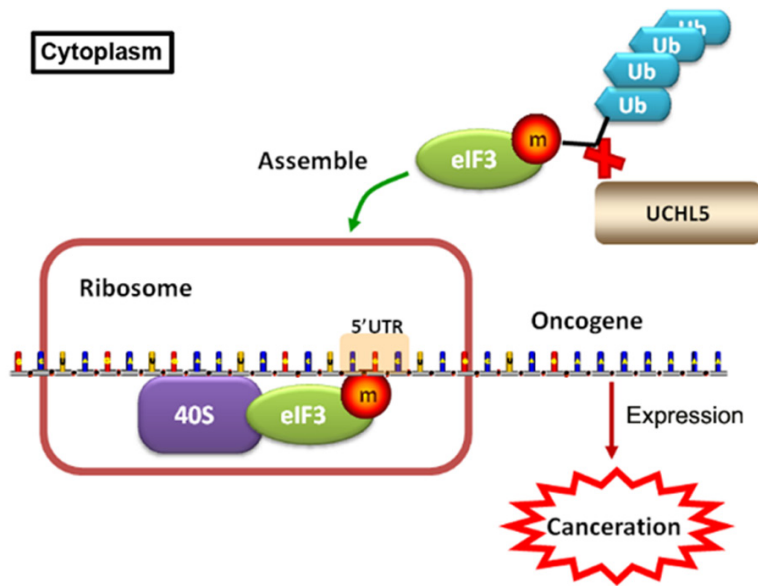 Cytoplasm
Ub
Ub
Ub
Ub
m
eIF3
Assemble
UCHL5
Ribosome
5'UTR
Oncogene
m
40S
eIF3
Expression
Canceration